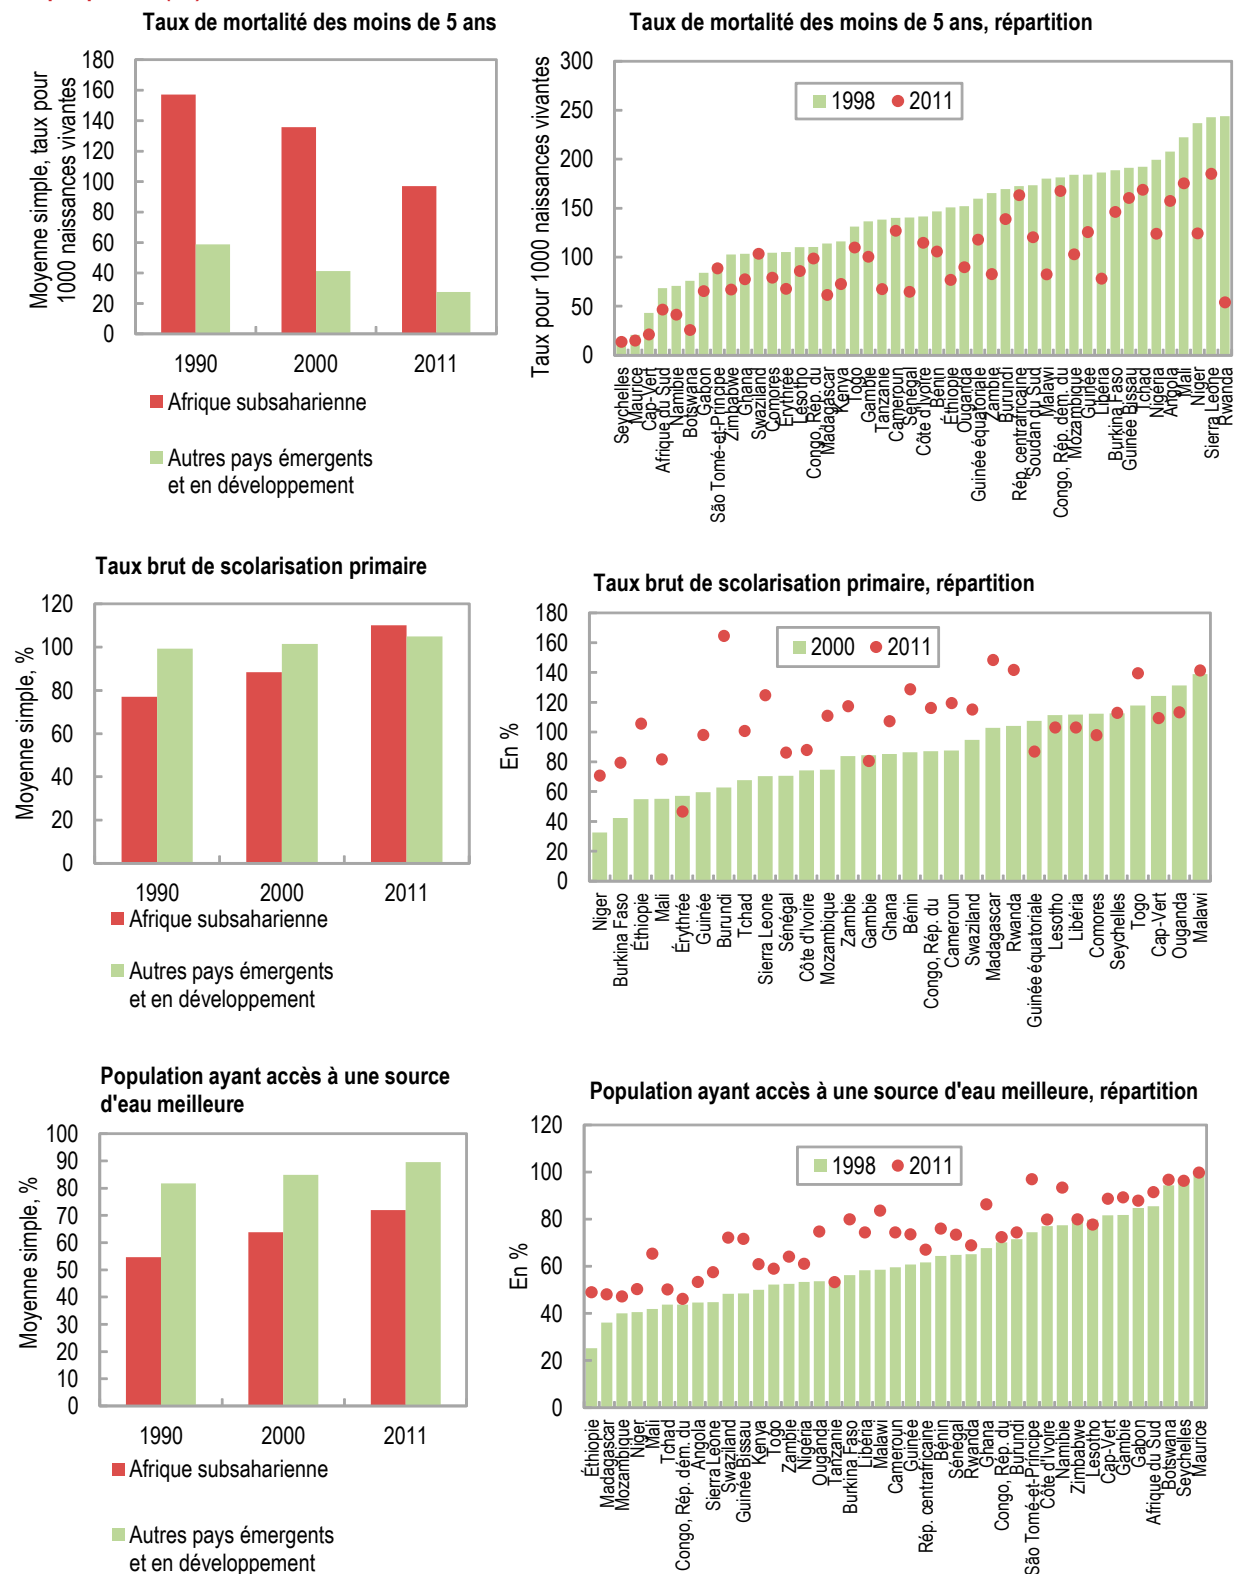 Taux de mortalité des moins de 5 ans
Moyenne simple, taux pour
1000 naissances vivantes
180
160
140
120
100
80
60
40
20
0
1990
2000
2011
Afrique subsaharienne
Autres pays émergents
et en développement
Taux de mortalité des moins de 5 ans, répartition
Taux pour 1000 naissances vivantes
300
250
200
150
100
50
0
1998
2011
Seychelles
Maurice
Cap-Vert
Afrique du Sud
Namibie
Botswana
Gabon
São Tomé-et-Príncipe
Zimbabwe
Ghana
Swaziland
Comores
Érythrée
Lesotho
Congo, Rép. du
Madagascar
Kenya
Togo
Gambie
Tanzanie
Cameroun
Sénégal
Côte d'Ivoire
Bénin
Éthiopie
Ouganda
Guinée équatoriale
Zambie
Burundi
Rép. centrafricaine
Soudan du Sud
Malawi
Congo, Rép. dém. du
Mozambique
Guinée
Libéria
Burkina Faso
Guinée Bissau
Tchad
Nigéria
Angola
Mali
Niger
Sierra Leone
Rwanda
Taux brut de scolarisation primaire
Moyenne simple, %
120
100
80
60
40
20
0
1990
2000
2011
Afrique subsaharienne
Autres pays émergents
et en développement
Taux brut de scolarisation primaire, répartition
En %
180
160
140
120
100
80
60
40
20
0
2000
2011
Niger
Burkina Faso
Éthiopie
Mali
Érythrée
Guinée
Burundi
Tchad
Sierra Leone
Sénégal
Côte d'Ivoire
Mozambique
Zambie
Gambie
Ghana
Bénin
Congo, Rép. du
Cameroun
Swaziland
Madagascar
Rwanda
Guinée équatoriale
Lesotho
Libéria
Comores
Seychelles
Togo
Cap-Vert
Ouganda
Malawi
Population ayant accès à une source
d'eau meilleure
Moyenne simple, %
100
90
80
70
60
50
40
30
20
10
0
1990
2000
2011
Afrique subsaharienne
Autres pays émergents
et en développement
Population ayant accès à une source d'eau meilleure, répartition
En %
120
100
80
60
40
20
0
1998
2011
Éthiopie
Madagascar
Mozambique
Niger
Mali
Tchad
Congo, Rép. dém. du
Angola
Sierra Leone
Swaziland
Guinée Bissau
Kenya
Togo
Zambie
Nigéria
Ouganda
Tanzanie
Burkina Faso
Libéria
Malawi
Cameroun
Guinée
Rép. centrafricaine
Bénin
Sénégal
Rwanda
Ghana
Congo, Rép. du
Burundi
São Tomé-et-Príncipe
Côte d'Ivoire
Namibie
Zimbabwe
Lesotho
Cap-Vert
Gambie
Gabon
Afrique du Sud
Botswana
Seychelles
Maurice